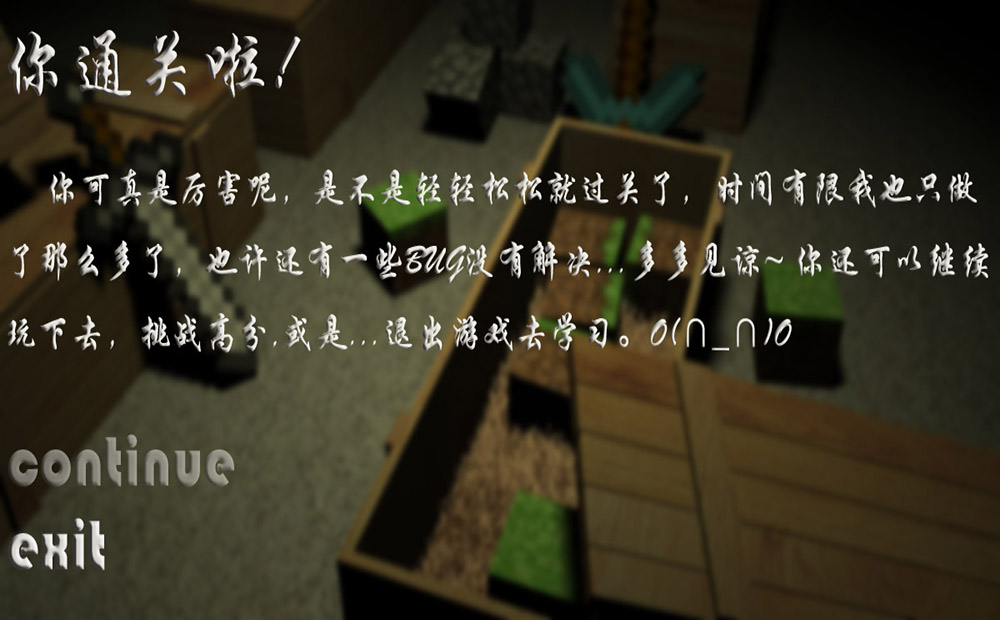 你通关啦!
你可真是厉害呢，是不是轻轻松松就过关了，时间有限我也只做
了那么多了，也许还有一些BUG没有解决...多多见谅~ 你还可以继续
玩下去，挑战高分.或是...退出游戏去学习。O(∩_∩)O
continue
exit